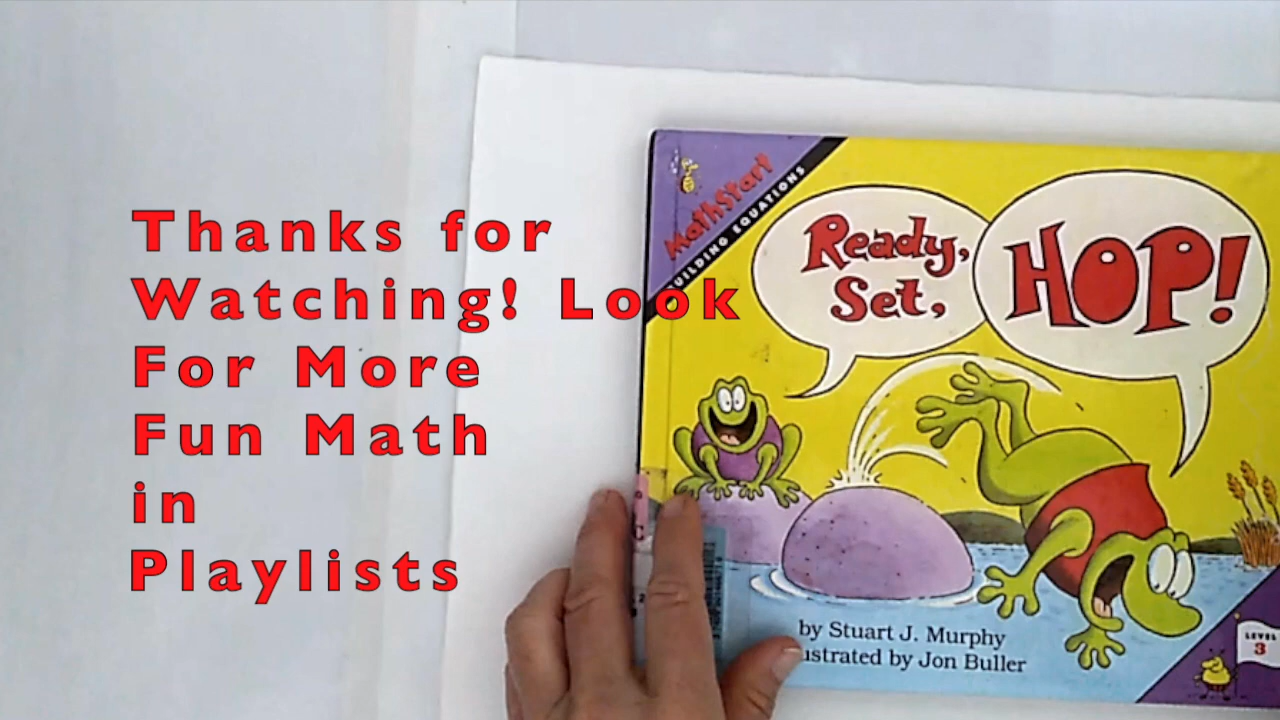 Thanks for
Watching! Look
For More
Fun Math
in
Playlists
MathStart
BUILDING EQUATIONS
Ready,
Set,
HOP!
by Stuart J. Murphy
Illustrated by Jon Buller
LEVEL
3